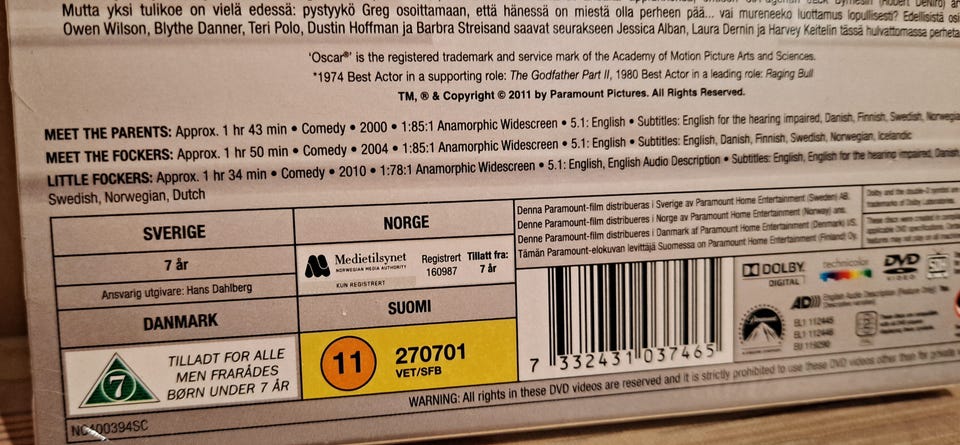 Mutta yksi tulikoe on vielä edessä: pystyykö Greg osoittamaan, että hänessä on miestä olla perheen pää... vai mureneeko luottamus lopullisesti? Edellisistä
Owen Wilson, Blythe Danner, Teri Polo, Dustin Hoffman ja Barbra Streisand saavat seurakseen Jessica Alban, Laura Dernin ja Harvey Keitelin tässä hulvattomassa
'Oscar®' is the registered trademark and service mark of the Academy of Motion Picture Arts and Sciences.
*1974 Best Actor in a supporting role: The Godfather Part II, 1980 Best Actor in a leading role: Raging Bull
TM, ® & Copyright © 2011 by Paramount Pictures. All Rights Reserved.
MEET THE PARENTS: Approx. 1 hr 43 min • Comedy • 2000 • 1:85:1 Anamorphic Widescreen • 5.1: English • Subtitles: English for the hearing impaired, Danish, Finnish, Swedish,
MEET THE FOCKERS: Approx. 1 hr 50 min • Comedy • 2004 • 1:85:1 Anamorphic Widescreen • 5.1: English • Subtitles: English, Danish, Finnish, Swedish, Norwegian, Icelandic
LITTLE FOCKERS: Approx. 1 hr 34 min • Comedy • 2010 • 1:78:1 Anamorphic Widescreen • 5.1: English, English Audio Description • Subtitles: English, English for the hearing impaired, Danish,
Swedish, Norwegian, Dutch
SVERIGE
7 år
Ansvarig utgivare: Hans Dahlberg
DANMARK
7
TILLADT FOR ALLE
MEN FRARÅDES
BØRN UNDER 7 ÅR
NORGE
Medietilsynet
NORWEGIAN MEDIA AUTHORITY
KUN REGISTRERT
Registrert
160987
Tillatt fra:
7 år
SUOMI
11
270701
VET/SFB
Denna Paramount-film distribueras i Sverige av Paramount Home Entertainment (Sweden) AB.
Denne Paramount-film distribueres i Norge av Paramount Home Entertainment (Norway) ans.
Denne Paramount-film distribueres i Danmark af Paramount Home Entertainment (Denmark) I/S.
Tämän Paramount-elokuvan levittäjä Suomessa on Paramount Home Entertainment (Finland) Oy.
7 332431 037465
DOLBY
DIGITAL
technicolor
DVD
VIDEO
AD
Paramount
WARNING: All rights in these DVD videos are reserved and it is strictly prohibited to use these DVD videos other than for private
NC400394SC